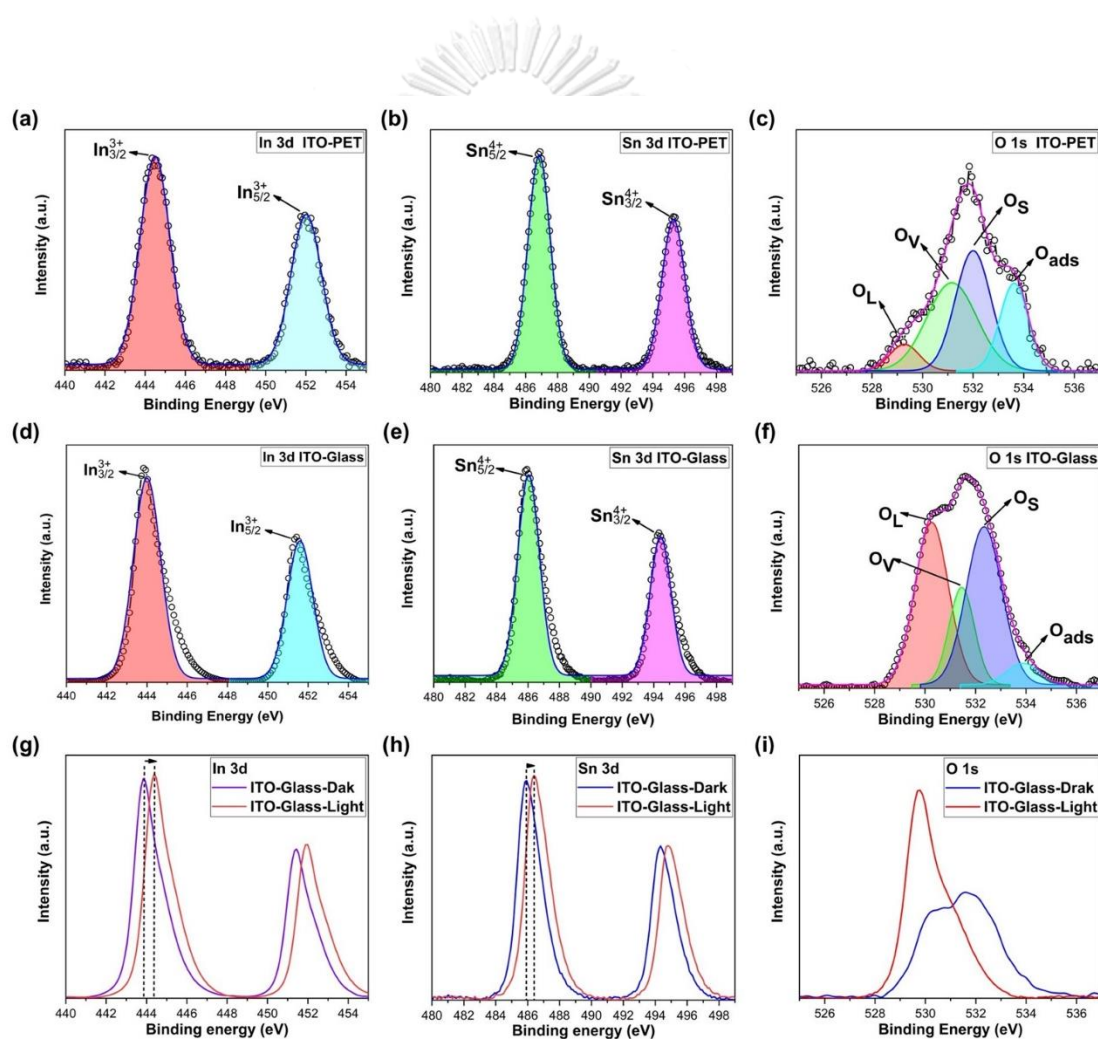 (a)
In 3d ITO-PET
In³⁺₃/₂
In³⁺₅/₂
Intensity (a.u.)
440 442 444 446 448 450 452 454
Binding Energy (eV)
(b)
Sn 3d ITO-PET
Sn⁴⁺₅/₂
Sn⁴⁺₃/₂
Intensity (a.u.)
480 482 484 486 488 490 492 494 496 498
Binding Energy (eV)
(c)
O 1s ITO-PET
O_L
O_V
O_S
O_ads
Intensity (a.u.)
526 528 530 532 534 536
Binding Energy (eV)
(d)
In 3d ITO-Glass
In³⁺₃/₂
In³⁺₅/₂
Intensity (a.u.)
440 442 444 446 448 450 452 454
Binding Energy (eV)
(e)
Sn 3d ITO-Glass
Sn⁴⁺₅/₂
Sn⁴⁺₃/₂
Intensity (a.u.)
480 482 484 486 488 490 492 494 496 498
Binding Energy (eV)
(f)
O 1s ITO-Glass
O_L
O_V
O_S
O_ads
Intensity (a.u.)
526 528 530 532 534 536
Binding Energy (eV)
(g)
In 3d
ITO-Glass-Dak
ITO-Glass-Light
Intensity (a.u.)
440 442 444 446 448 450 452 454
Binding energy (eV)
(h)
Sn 3d
ITO-Glass-Dark
ITO-Glass-Light
Intensity (a.u.)
480 482 484 486 488 490 492 494 496 498
Binding energy (eV)
(i)
O 1s
ITO-Glass-Drak
ITO-Glass-Light
Intensity (a.u.)
526 528 530 532 534 536
Binding energy (eV)